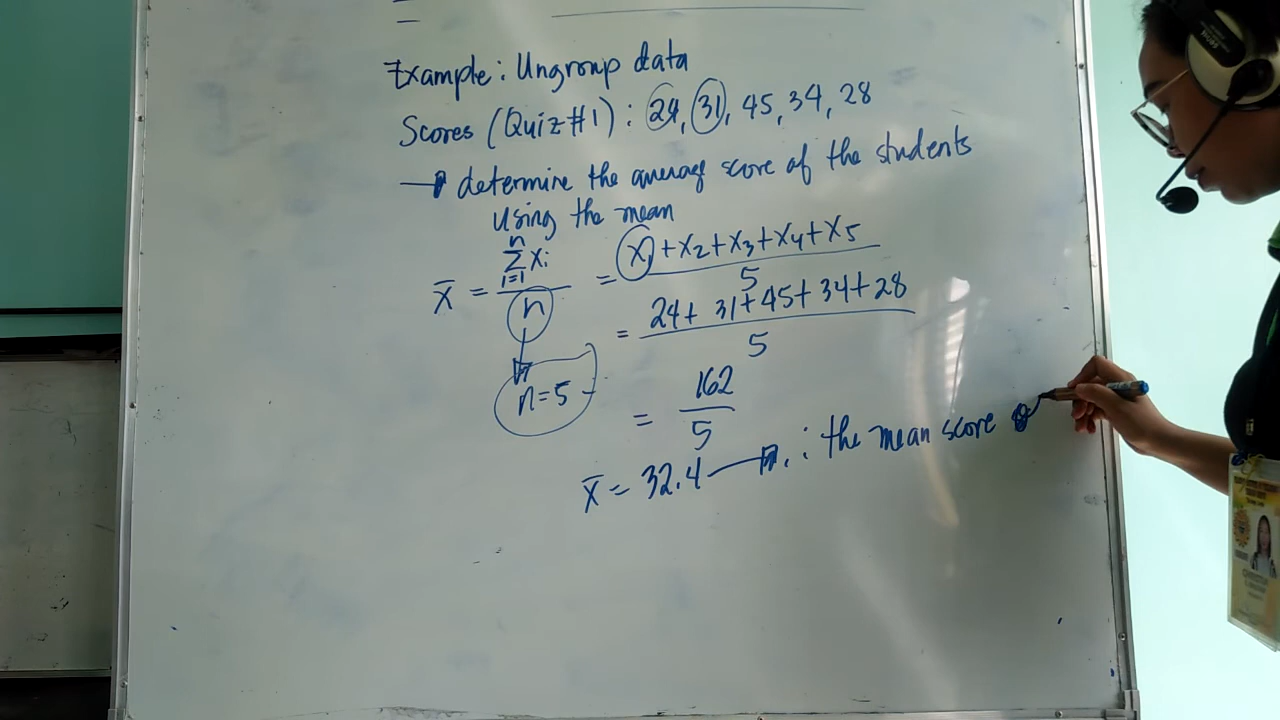 Example: Ungroup data
Scores (Quiz #1): 24, 31, 45, 34, 28
→ determine the average score of the students
using the mean
x̄ = ∑ᵢ₌₁ⁿ xᵢ / n = x₁ + x₂ + x₃ + x₄ + x₅ / 5
= 24 + 31 + 45 + 34 + 28 / 5
n = 5
= 162 / 5
x̄ = 32.4 → ∴ the mean score